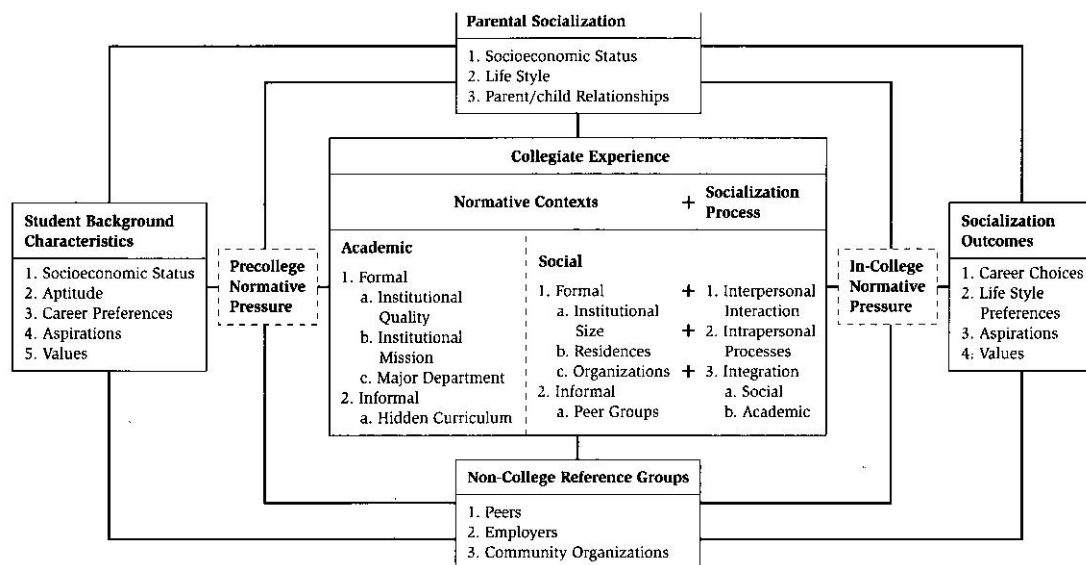 Parental Socialization
1. Socioeconomic Status
2. Life Style
3. Parent/child Relationships
Student Background
Characteristics
1. Socioeconomic Status
2. Aptitude
3. Career Preferences
4. Aspirations
5. Values
Precollege
Normative
Pressure
Collegiate Experience
Normative Contexts
+
Socialization
Process
Academic
1. Formal
a. Institutional
Quality
b. Institutional
Mission
c. Major Department
2. Informal
a. Hidden Curriculum
Social
1. Formal
a. Institutional
Size
b. Residences
c. Organizations
2. Informal
a. Peer Groups
+ 1. Interpersonal
Interaction
+ 2. Intrapersonal
Processes
+ 3. Integration
a. Social
b. Academic
In-College
Normative
Pressure
Socialization
Outcomes
1. Career Choices
2. Life Style
Preferences
3. Aspirations
4. Values
Non-College Reference Groups
1. Peers
2. Employers
3. Community Organizations